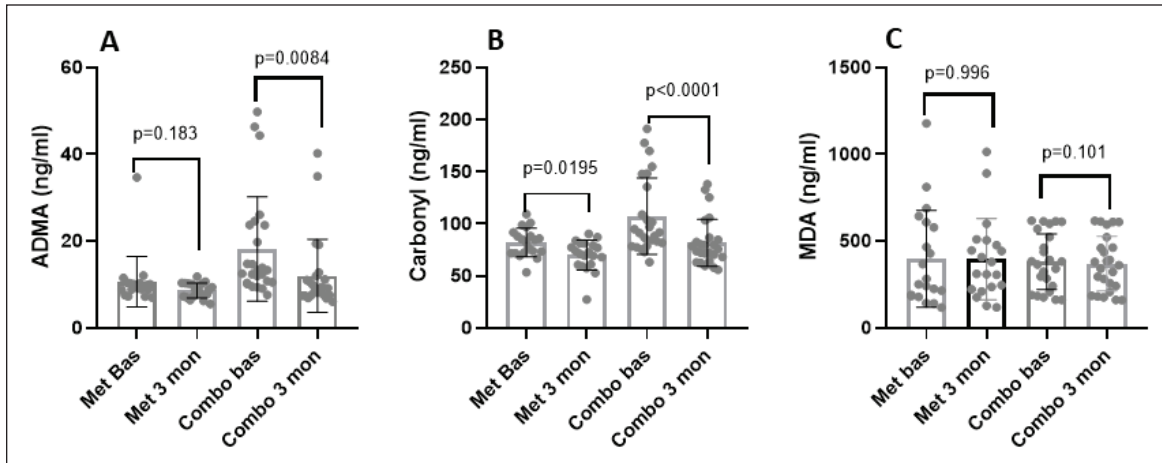 A
p=0.0084
p=0.183
ADMA (ng/ml)
60
40
20
0
Met Bas
Met 3 mon
Combo bas
Combo 3 mon
B
p<0.0001
p=0.0195
Carbonyl (ng/ml)
250
200
150
100
50
0
Met Bas
Met 3 mon
Combo bas
Combo 3 mon
C
p=0.996
p=0.101
MDA (ng/ml)
1500
1000
500
0
Met bas
Met 3 mon
Combo bas
Combo 3 mon